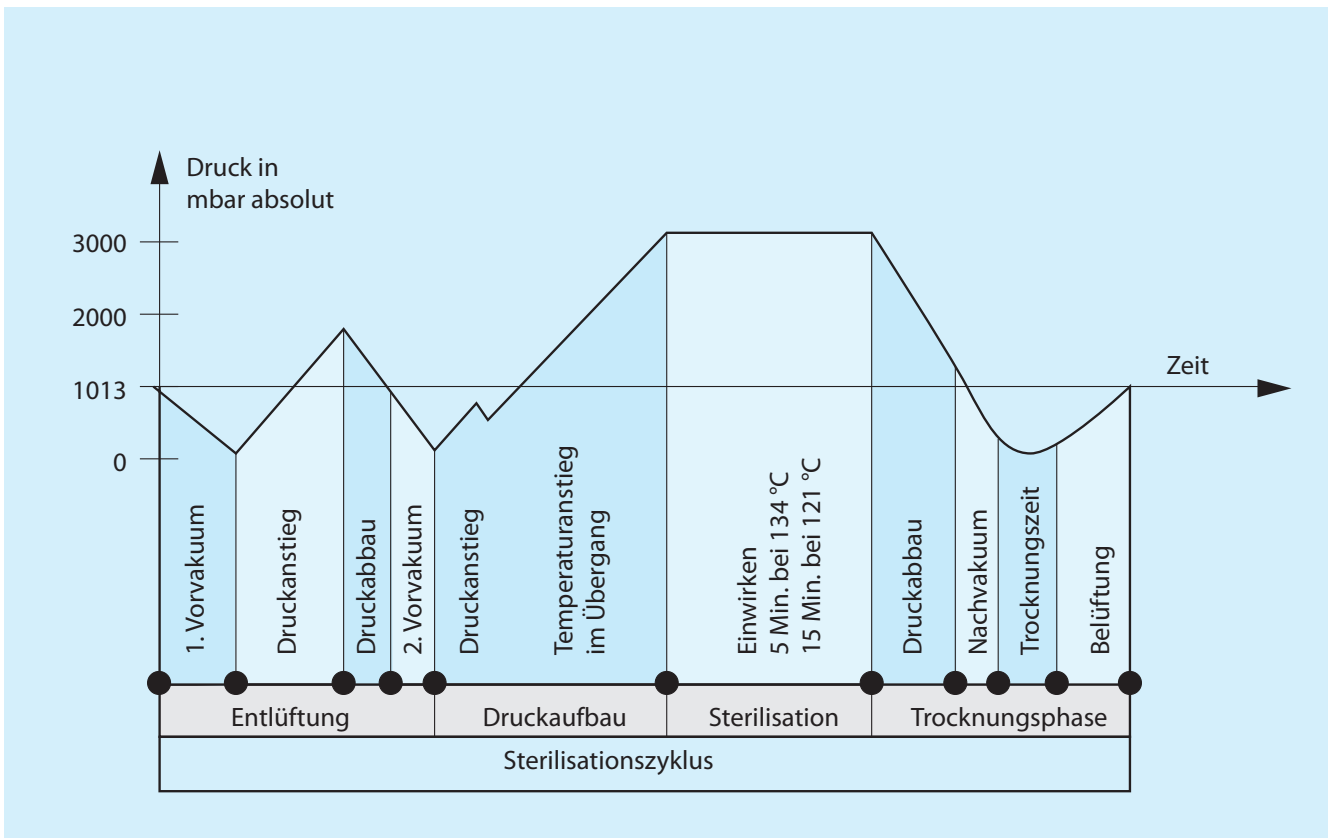 Druck in
mbar absolut
3000
2000
1013
0
Zeit
1. Vorvakuum
Druckanstieg
Druckabbau
2. Vorvakuum
Druckanstieg
Temperaturanstieg
im Übergang
Einwirken
5 Min. bei 134 °C
15 Min. bei 121 °C
Druckabbau
Nachvakuum
Trocknungszeit
Belüftung
Entlüftung
Druckaufbau
Sterilisation
Trocknungsphase
Sterilisationszyklus